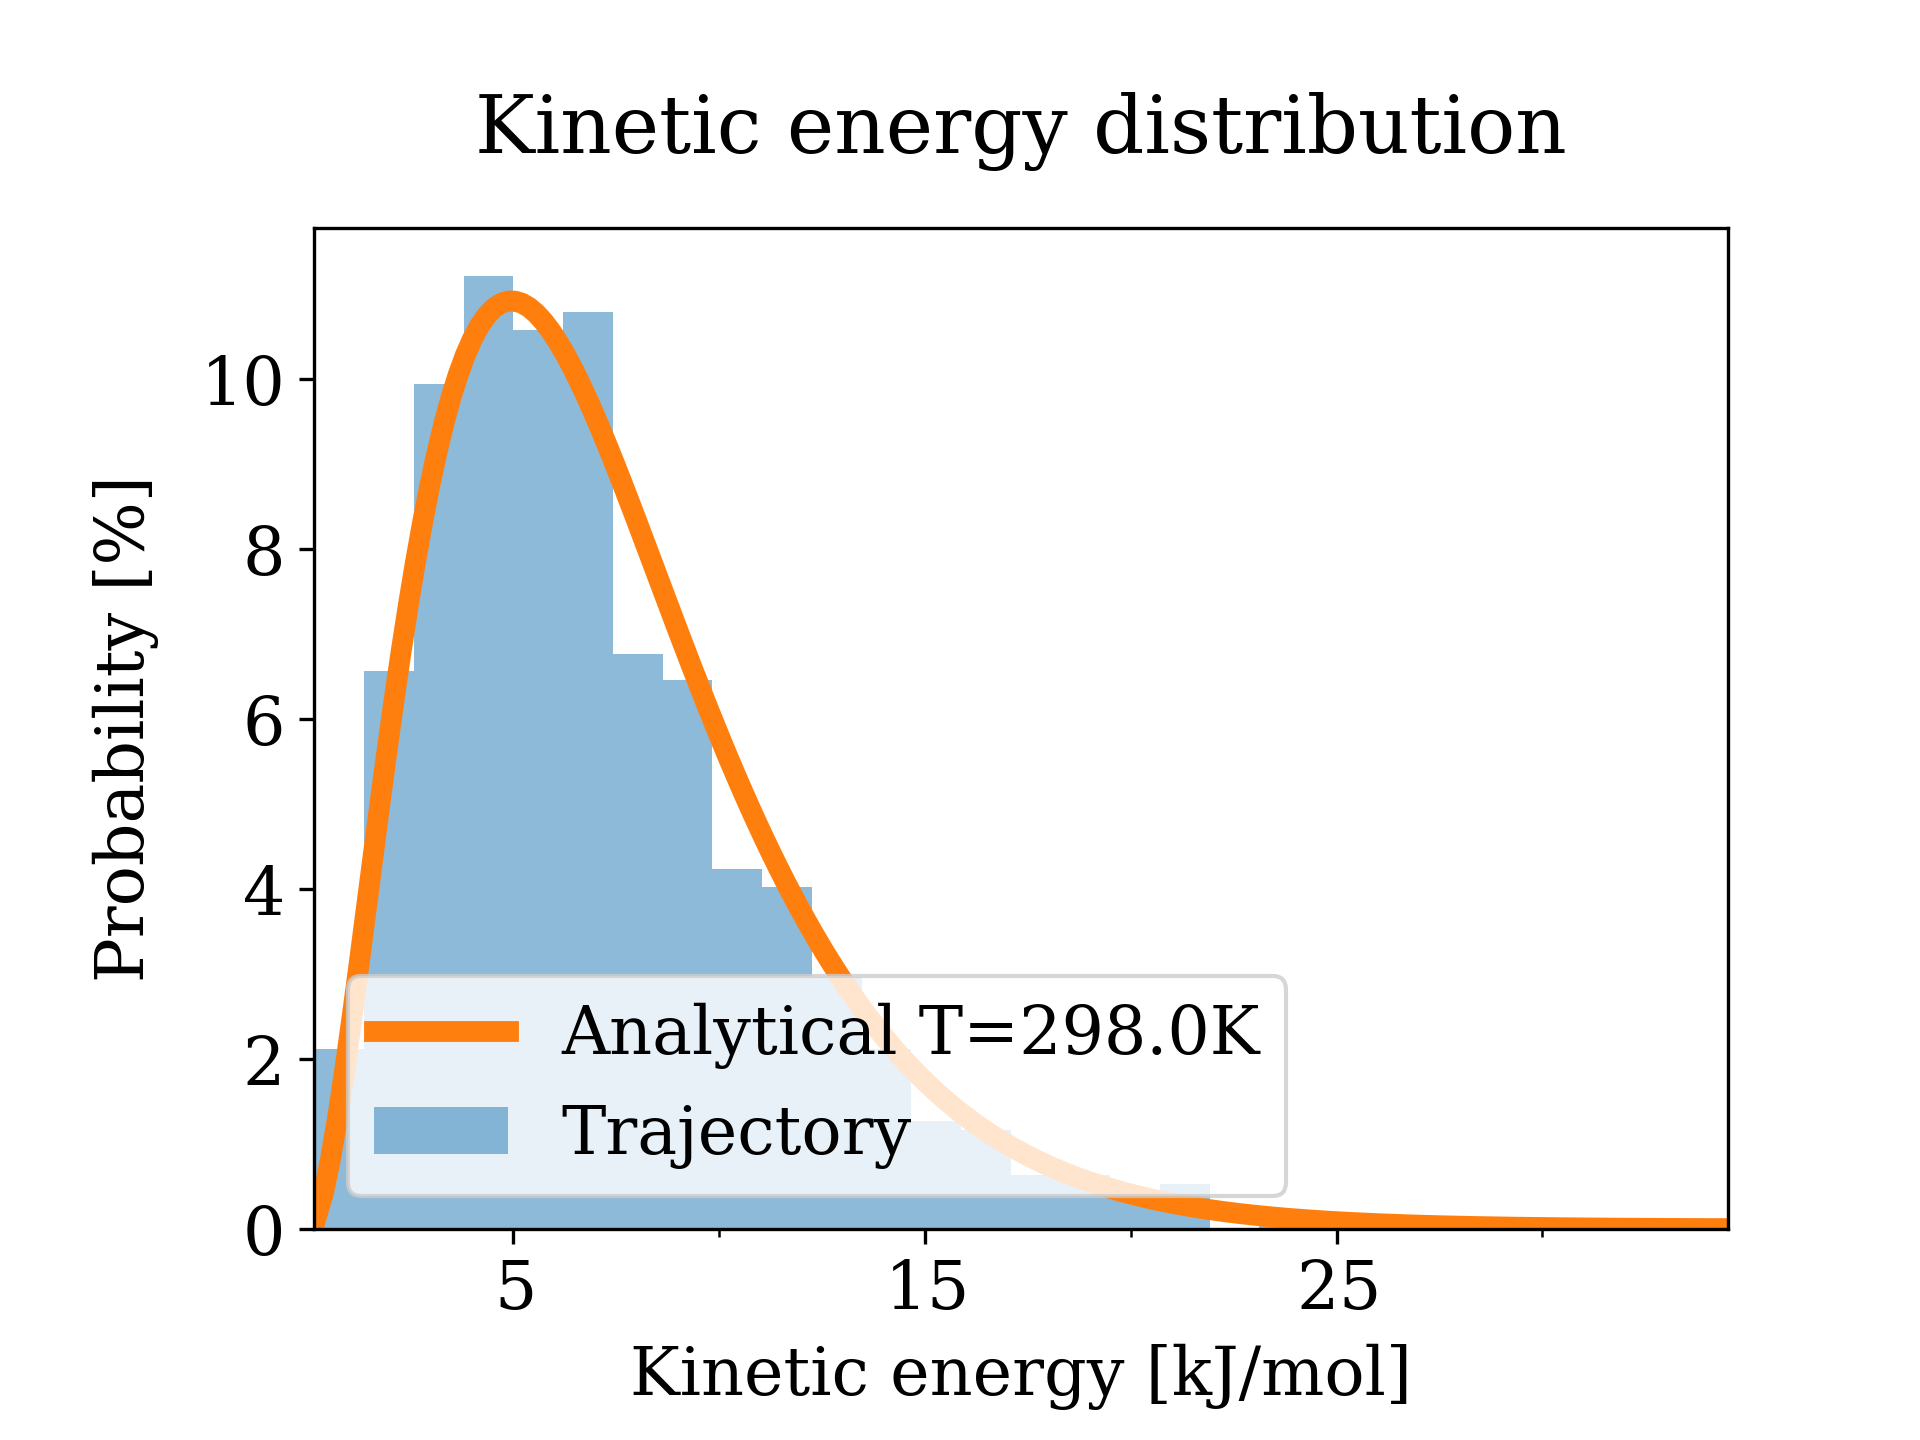 Kinetic energy distribution
Probability [%]
10
8
6
4
2
0
Analytical T=298.0K
Trajectory
5 15 25
Kinetic energy [kJ/mol]